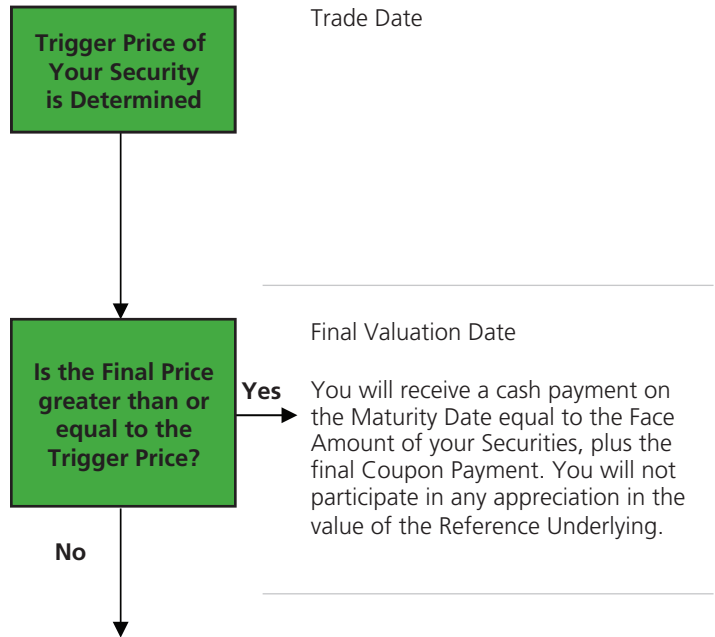 Trade Date
Trigger Price of
Your Security
is Determined
Final Valuation Date
Is the Final Price
greater than or
equal to the
Trigger Price?
Yes
You will receive a cash payment on
the Maturity Date equal to the Face
Amount of your Securities, plus the
final Coupon Payment. You will not
participate in any appreciation in the
value of the Reference Underlying.
No